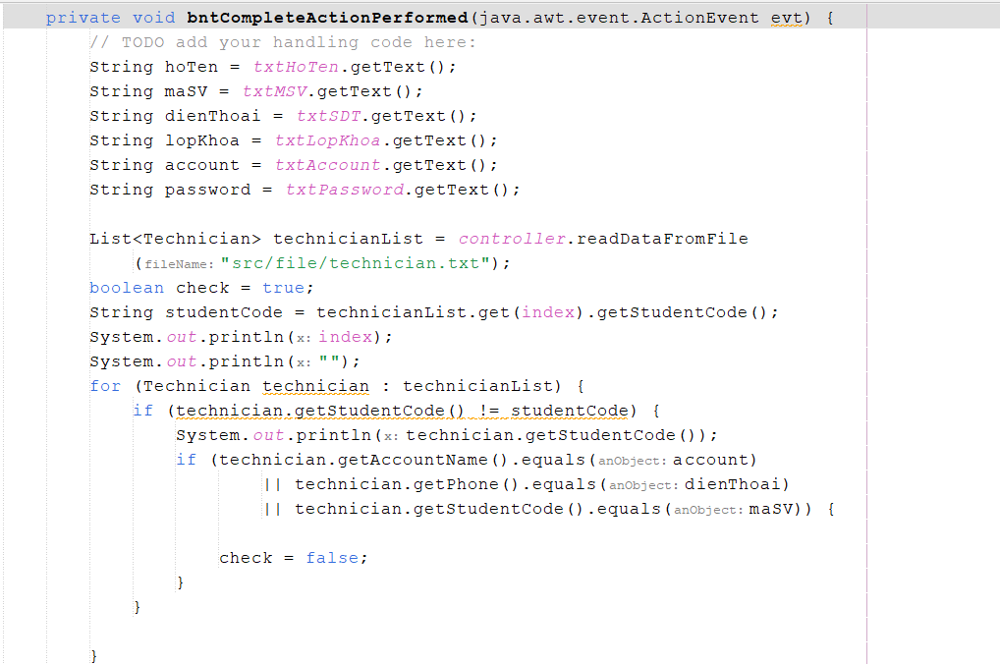 private void bntCompleteActionPerformed(java.awt.event.ActionEvent evt) {
// TODO add your handling code here:
String hoTen = txtHoTen.getText();
String maSV = txtMSV.getText();
String dienThoai = txtSDT.getText();
String lopKhoa = txtLopKhoa.getText();
String account = txtAccount.getText();
String password = txtPassword.getText();
List<Technician> technicianList = controller.readDataFromFile
(fileName: "src/file/technician.txt");
boolean check = true;
String studentCode = technicianList.get(index).getStudentCode();
System.out.println(x: index);
System.out.println(x: "");
for (Technician technician : technicianList) {
if (technician.getStudentCode() != studentCode) {
System.out.println(x: technician.getStudentCode());
if (technician.getAccountName().equals(anObject: account)
|| technician.getPhone().equals(anObject: dienThoai)
|| technician.getStudentCode().equals(anObject: maSV)) {
check = false;
}
}
}